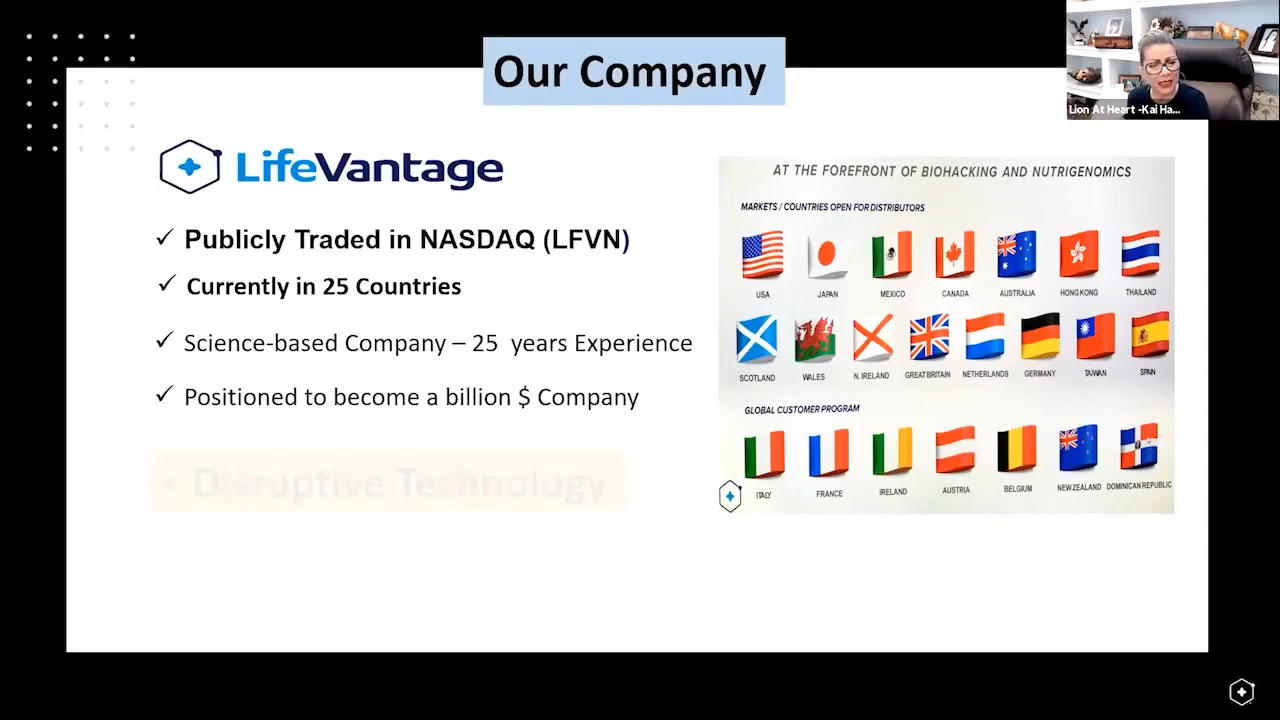 Our Company
Lion At Heart -Kai Ha...
LifeVantage
✓ Publicly Traded in NASDAQ (LFVN)
✓ Currently in 25 Countries
✓ Science-based Company – 25 years Experience
✓ Positioned to become a billion $ Company
• Disruptive Technology
AT THE FOREFRONT OF BIOHACKING AND NUTRIGENOMICS
MARKETS / COUNTRIES OPEN FOR DISTRIBUTORS
USA JAPAN MEXICO CANADA AUSTRALIA HONG KONG THAILAND
SCOTLAND WALES N. IRELAND GREAT BRITAIN NETHERLANDS GERMANY TAIWAN SPAIN
GLOBAL CUSTOMER PROGRAM
ITALY FRANCE IRELAND AUSTRIA BELGIUM NEW ZEALAND DOMINICAN REPUBLIC